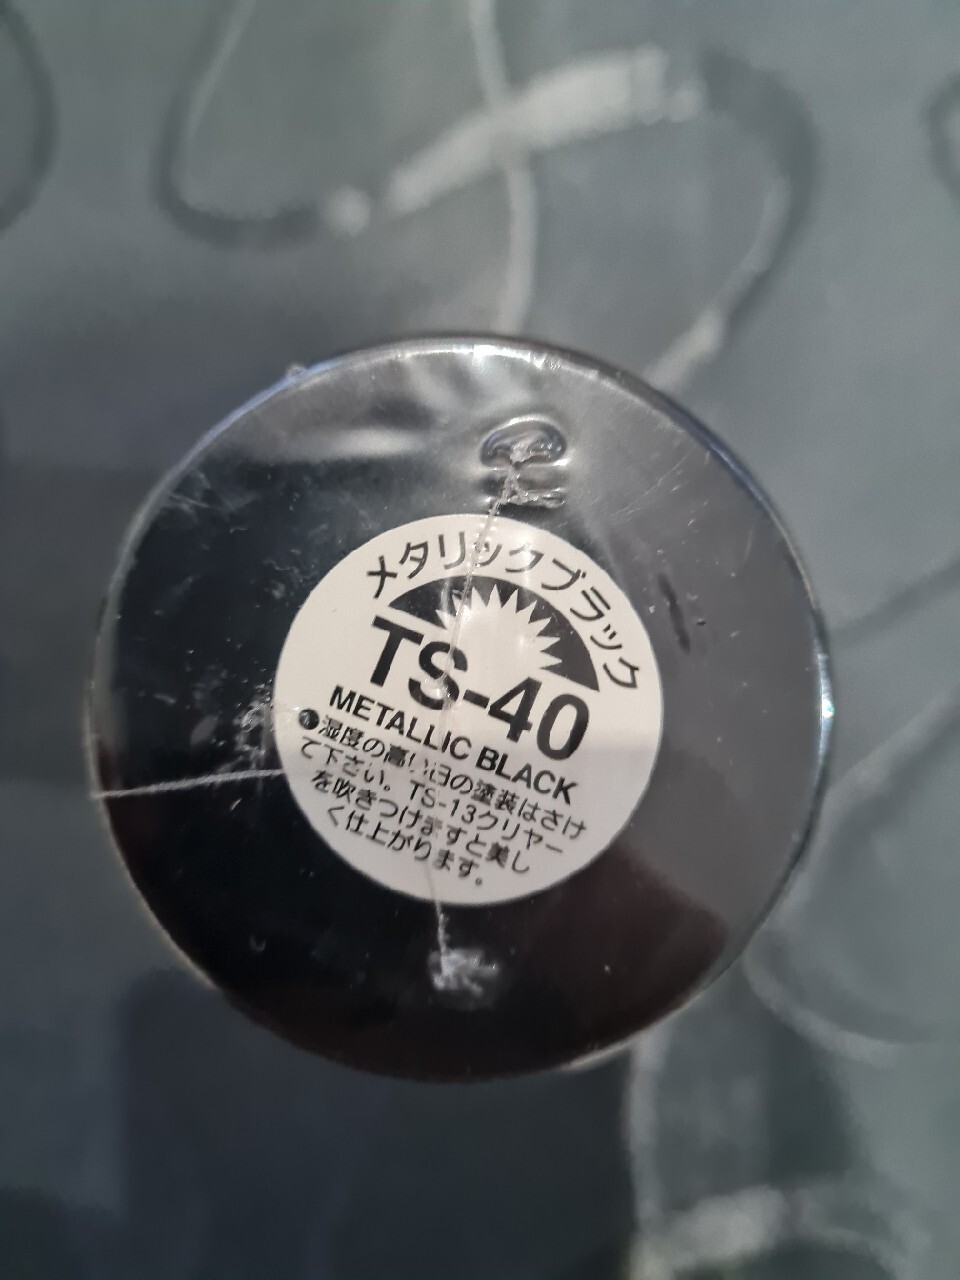 メタリックブラック
TS-40
METALLIC BLACK
●湿度の高い日の塗装はさけ
て下さい。TS-13クリヤー
を吹きつけますと美し
く仕上がります。